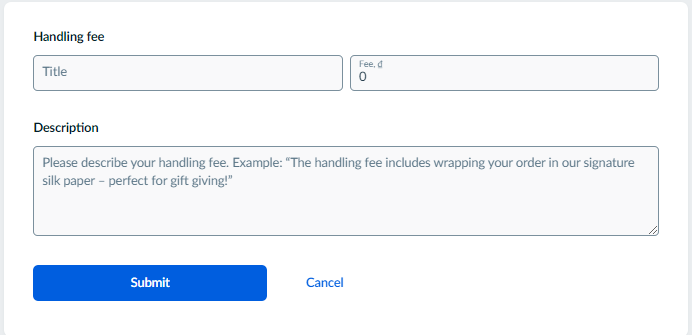 Handling fee
Title
Fee, ₫
0
Description
Please describe your handling fee. Example: “The handling fee includes wrapping your order in our signature
silk paper – perfect for gift giving!”
Submit
Cancel